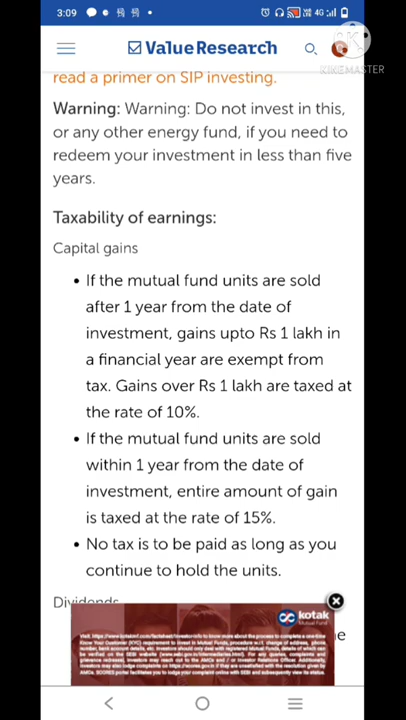 3:09
4G
ValueResearch
K
KINEMASTER
read a primer on SIP investing.
Warning: Warning: Do not invest in this,
or any other energy fund, if you need to
redeem your investment in less than five
years.
Taxability of earnings:
Capital gains
• If the mutual fund units are sold
after 1 year from the date of
investment, gains upto Rs 1 lakh in
a financial year are exempt from
tax. Gains over Rs 1 lakh are taxed at
the rate of 10%.
• If the mutual fund units are sold
within 1 year from the date of
investment, entire amount of gain
is taxed at the rate of 15%.
• No tax is to be paid as long as you
continue to hold the units.
Dividends
kotak
Mutual Fund